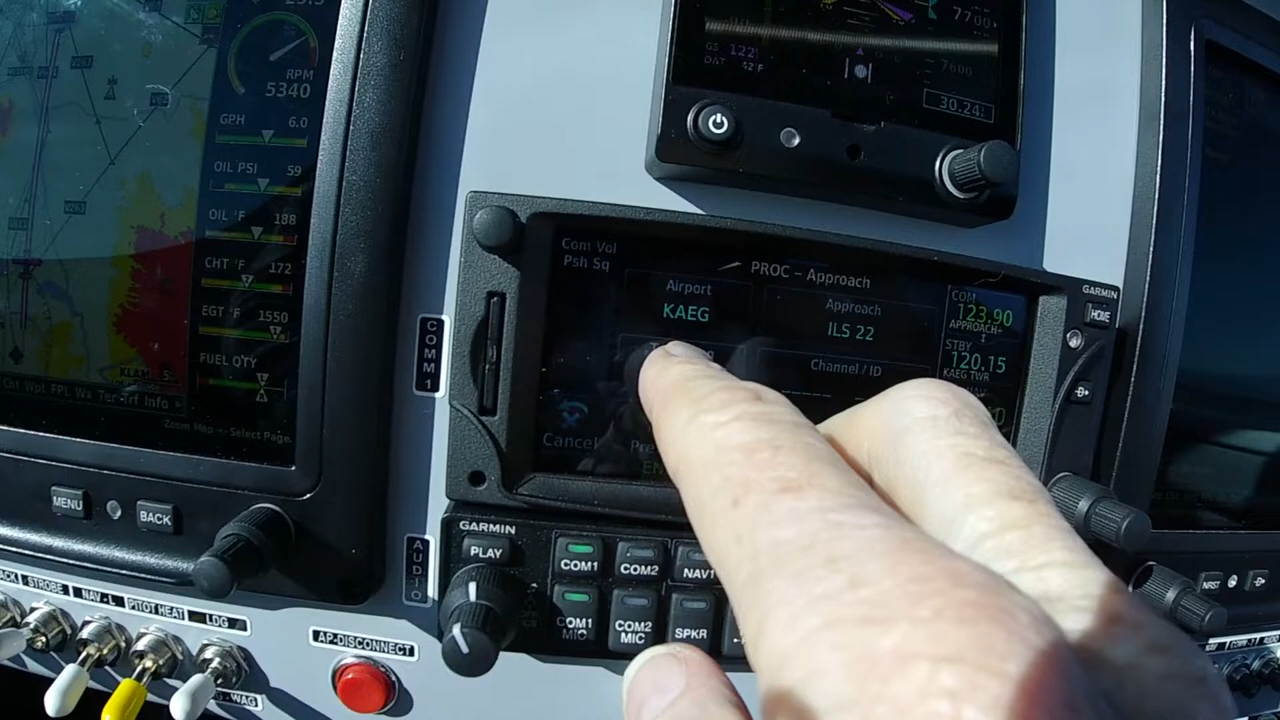 RPM
5340
GPH 6.0
OIL PSI 59
OIL °F 188
CHT °F 172
EGT °F 1550
FUEL QTY
Cht Wpt FPL Wx Ter Trf Info
Zoom Map
Select Page
MENU
BACK
STROBE
NAV-L
PITOT HEAT
LDG
AP-DISCONNECT
COMM 1
AUDIO
GS 122
OAT 42°F
7700
7600
30.24
Com Vol
Psh Sq
PROC – Approach
Airport
KAEG
Approach
ILS 22
Channel / ID
Cancel
COM
123.90
APPROACH
STBY
120.15
KAEG TWR
GARMIN
HOME
GARMIN
PLAY
COM1
COM2
NAV1
COM1
MIC
COM2
MIC
SPKR
NRST